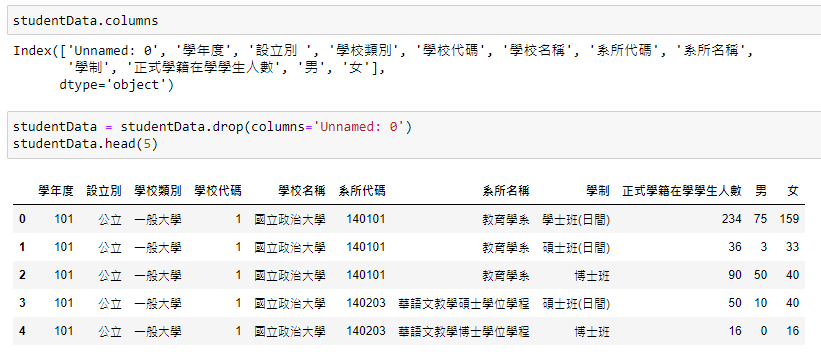 studentData.columns
Index(['Unnamed: 0', '學年度', '設立別 ', '學校類別', '學校代碼', '學校名稱', '系所代碼', '系所名稱',
'學制', '正式學籍在學學生人數', '男', '女'],
dtype='object')
studentData = studentData.drop(columns='Unnamed: 0')
studentData.head(5)
學年度 設立別 學校類別 學校代碼 學校名稱 系所代碼 系所名稱 學制 正式學籍在學學生人數 男 女
0 101 公立 一般大學 1 國立政治大學 140101 教育學系 學士班(日間) 234 75 159
1 101 公立 一般大學 1 國立政治大學 140101 教育學系 碩士班(日間) 36 3 33
2 101 公立 一般大學 1 國立政治大學 140101 教育學系 博士班 90 50 40
3 101 公立 一般大學 1 國立政治大學 140203 華語文教學碩士學位學程 碩士班(日間) 50 10 40
4 101 公立 一般大學 1 國立政治大學 140203 華語文教學博士學位學程 博士班 16 0 16